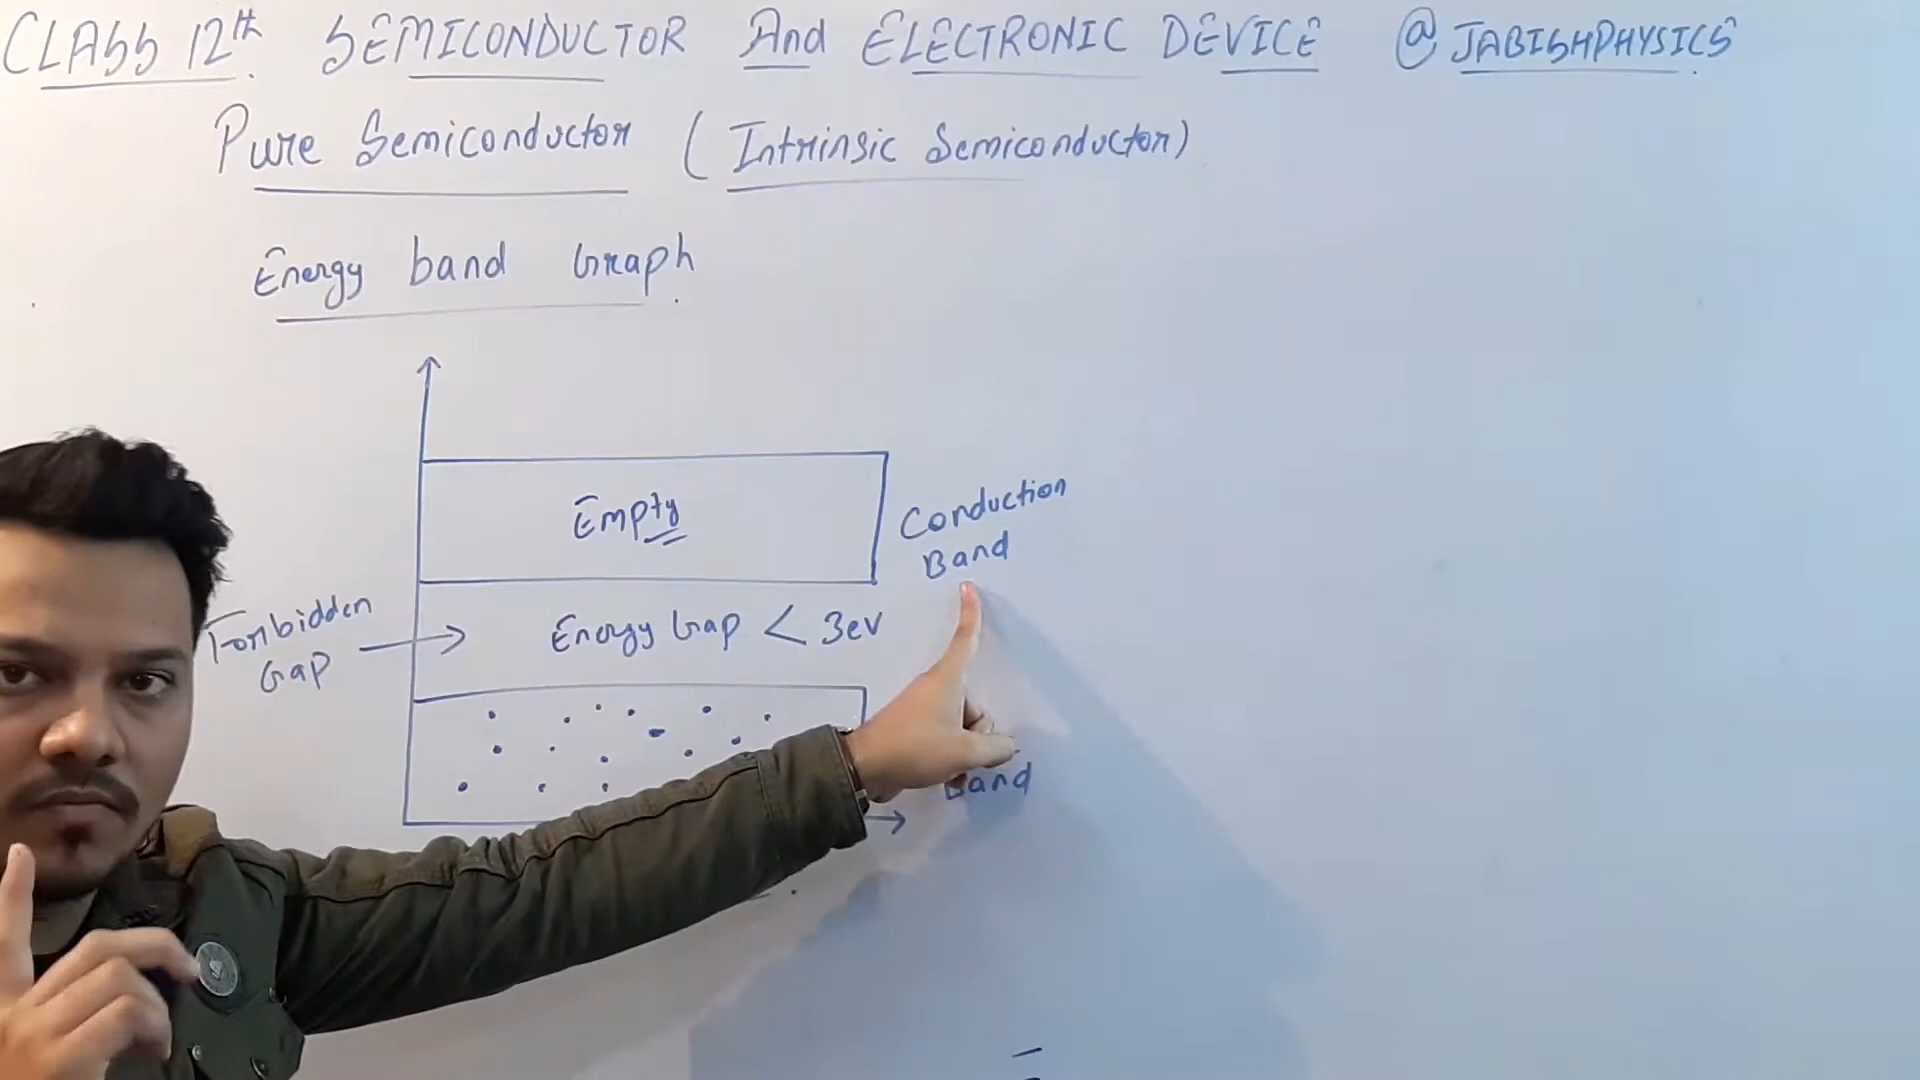 CLASS 12th SEMICONDUCTOR And ELECTRONIC DEVICE @JABISHPHYSICS
Pure Semiconductor (Intrinsic Semiconductor)
Energy band Graph
Empty
Conduction
Band
Forbidden
Gap
Energy Gap < 3ev
Band